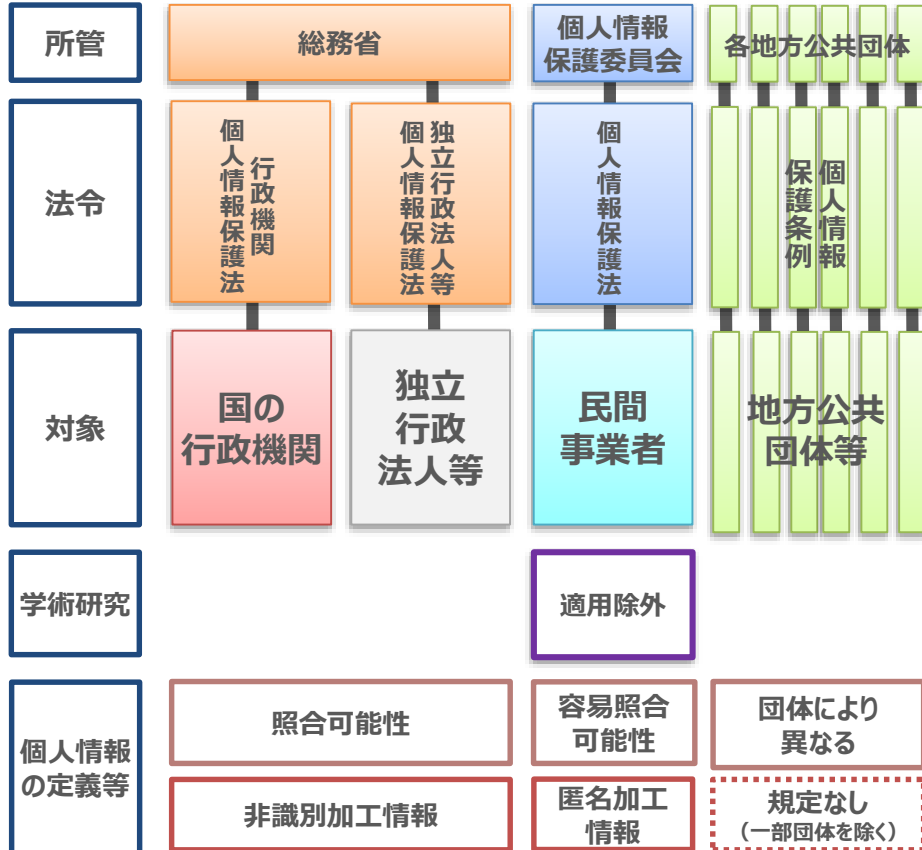 所管
総務省
個人情報
保護委員会
各地方公共団体
法令
行政機関
個人情報保護法
独立行政法人等
個人情報保護法
個人情報保護法
個人情報
保護条例
対象
国の
行政機関
独立
行政
法人等
民間
事業者
地方公共
団体等
学術研究
適用除外
個人情報
の定義等
照合可能性
容易照合
可能性
団体により
異なる
非識別加工情報
匿名加工
情報
規定なし
（一部団体を除く）